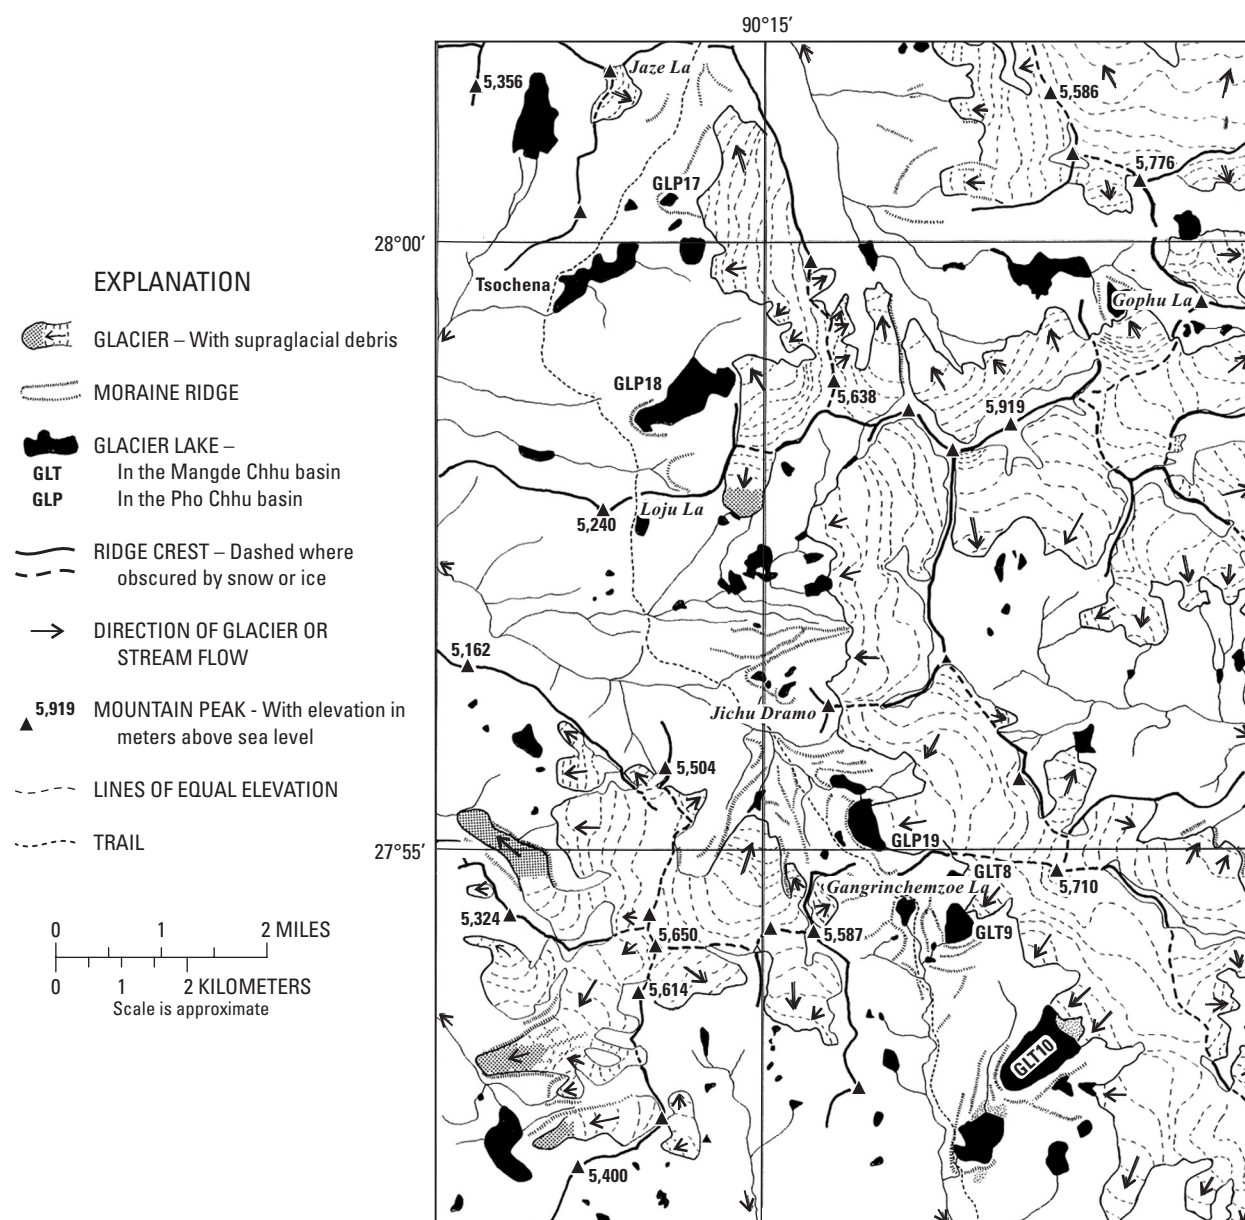 90°15′
Jaze La
5,356
5,586
GLP17
5,776
28°00′
Tsochena
Gophu La
EXPLANATION
GLACIER – With supraglacial debris
MORAINE RIDGE
GLACIER LAKE –
GLT In the Mangde Chhu basin
GLP In the Pho Chhu basin
RIDGE CREST – Dashed where
obscured by snow or ice
DIRECTION OF GLACIER OR
STREAM FLOW
5,919 MOUNTAIN PEAK - With elevation in
meters above sea level
LINES OF EQUAL ELEVATION
TRAIL
0 1 2 MILES
0 1 2 KILOMETERS
Scale is approximate
GLP18
5,638
5,919
Loju La
5,240
5,162
Jichu Dramo
5,504
GLP19
27°55′
GLT8
Gangrinchemzoe La
5,710
5,324
GLT9
5,650
5,587
5,614
GLT10
5,400